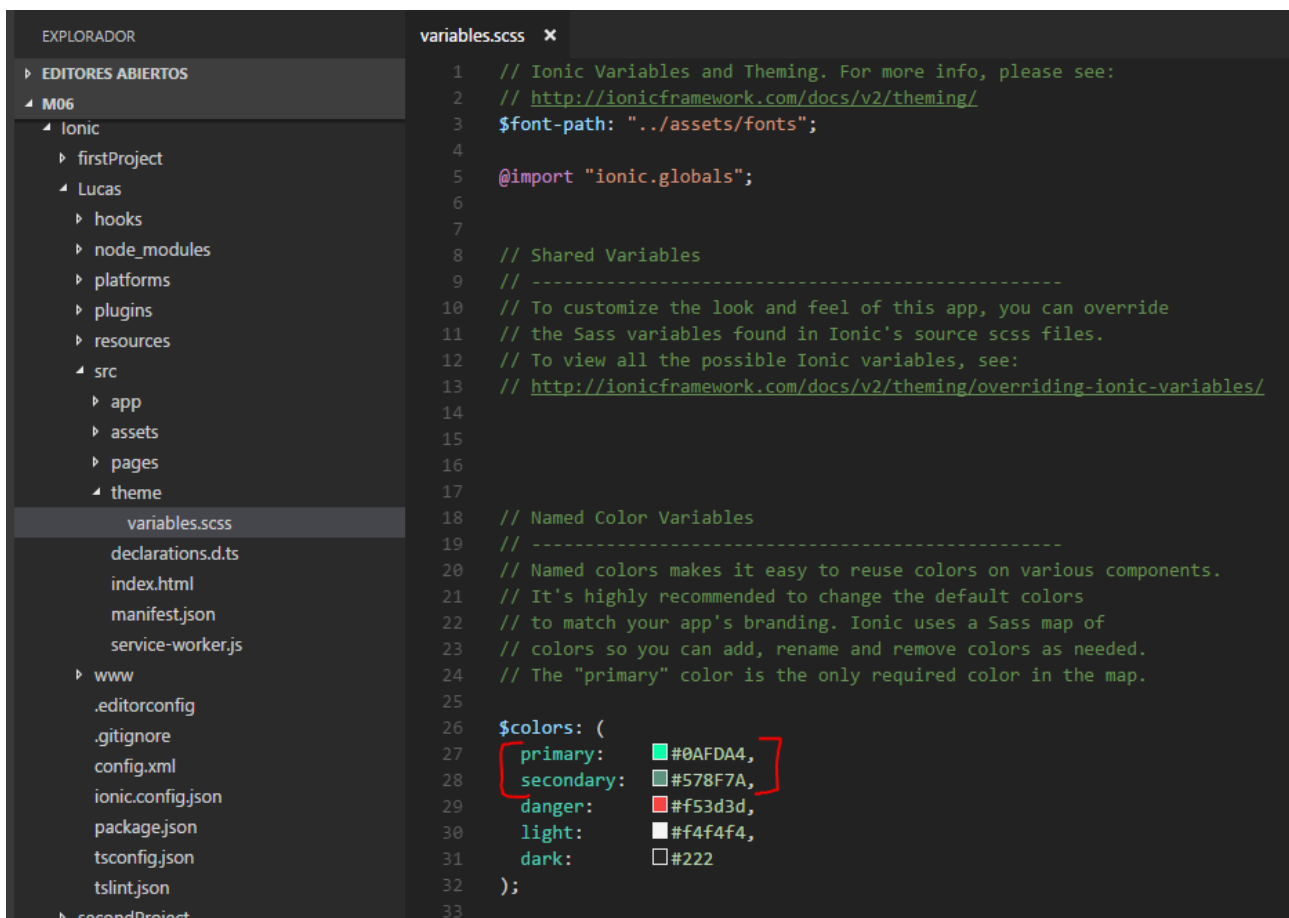 EXPLORADOR
EDITORES ABIERTOS
M06
Ionic
firstProject
Lucas
hooks
node_modules
platforms
plugins
resources
src
app
assets
pages
theme
variables.scss
declarations.d.ts
index.html
manifest.json
service-worker.js
www
.editorconfig
.gitignore
config.xml
ionic.config.json
package.json
tsconfig.json
tslint.json
secondProject
variables.scss ×
1 // Ionic Variables and Theming. For more info, please see:
2 // http://ionicframework.com/docs/v2/theming/
3 $font-path: "../assets/fonts";
4
5 @import "ionic.globals";
6
7
8 // Shared Variables
9 // --------------------------------------------------
10 // To customize the look and feel of this app, you can override
11 // the Sass variables found in Ionic's source scss files.
12 // To view all the possible Ionic variables, see:
13 // http://ionicframework.com/docs/v2/theming/overriding-ionic-variables/
14
15
16
17
18 // Named Color Variables
19 // --------------------------------------------------
20 // Named colors makes it easy to reuse colors on various components.
21 // It's highly recommended to change the default colors
22 // to match your app's branding. Ionic uses a Sass map of
23 // colors so you can add, rename and remove colors as needed.
24 // The "primary" color is the only required color in the map.
25
26 $colors: (
27 primary: #0AFDA4,
28 secondary: #578F7A,
29 danger: #f53d3d,
30 light: #f4f4f4,
31 dark: #222
32 );
33